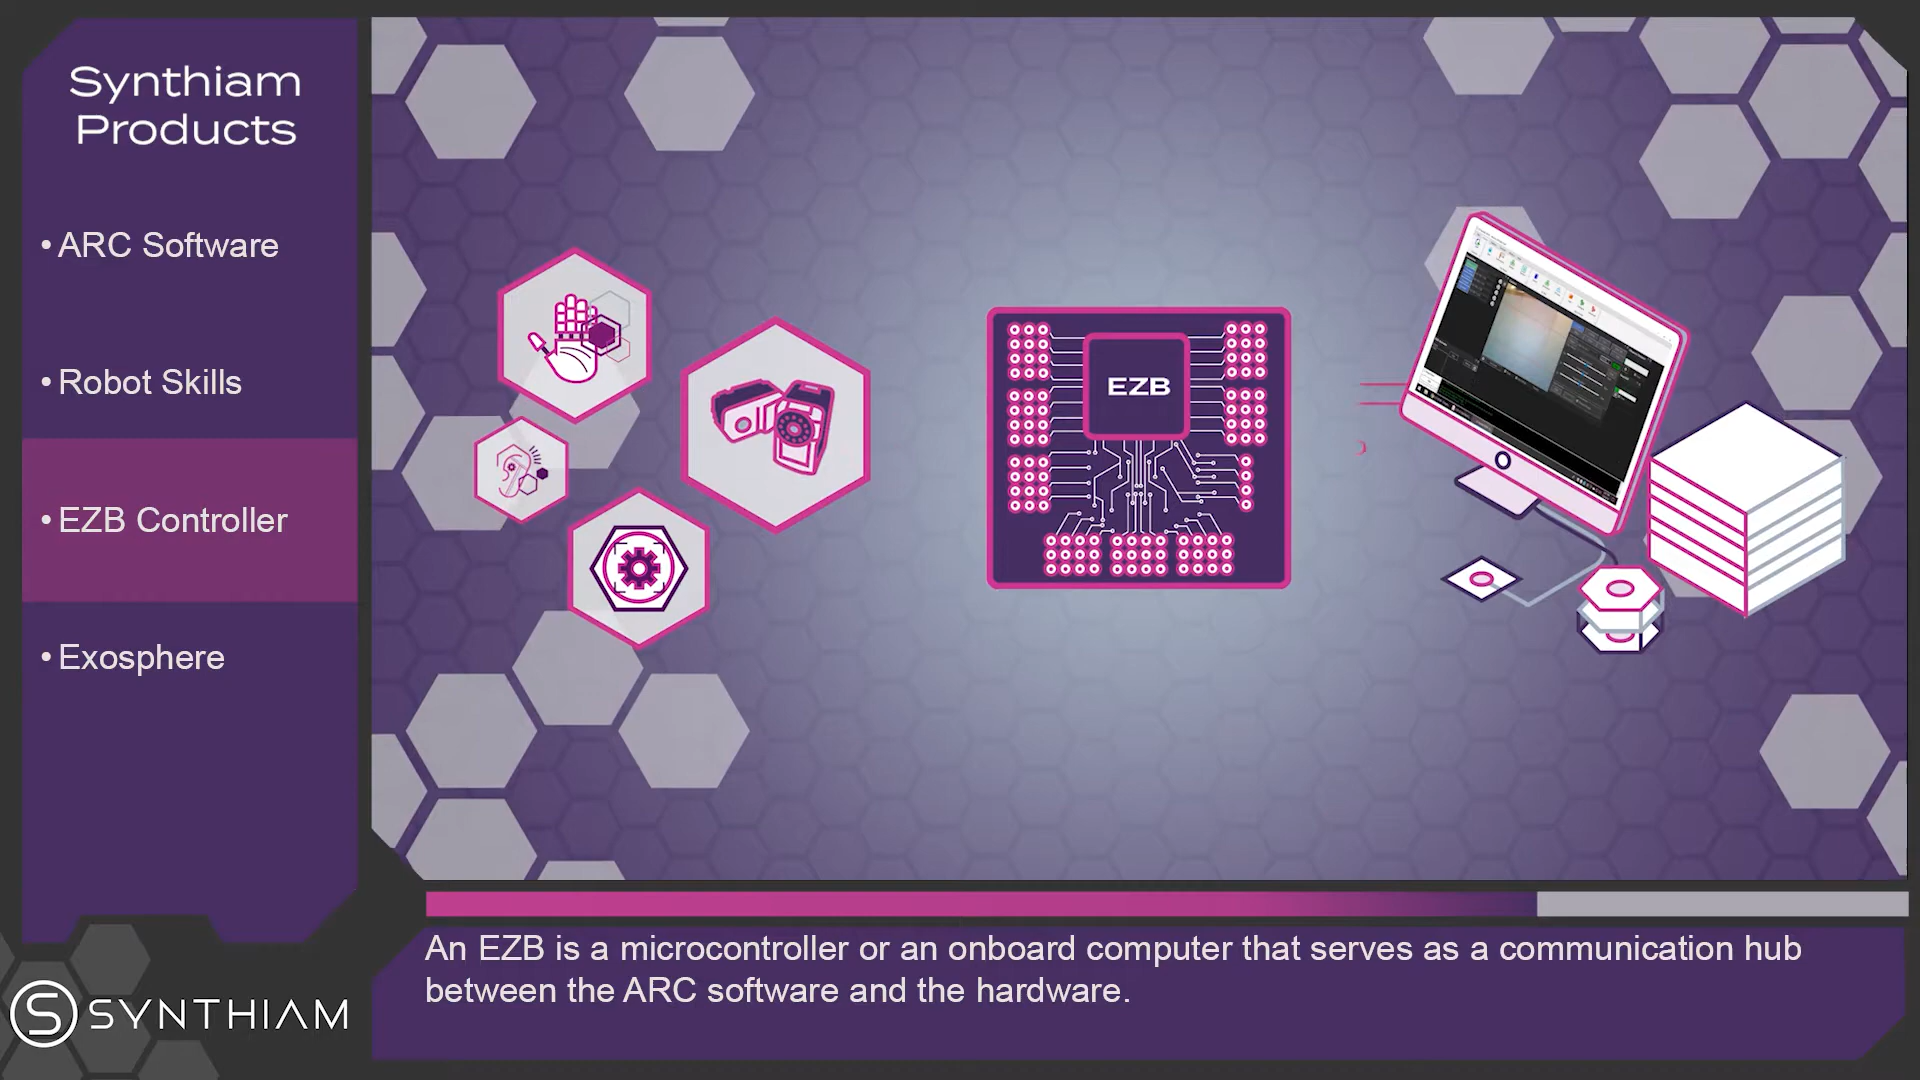 Synthiam
Products
• ARC Software
• Robot Skills
• EZB Controller
• Exosphere
EZB
An EZB is a microcontroller or an onboard computer that serves as a communication hub
between the ARC software and the hardware.
SYNTHIAM